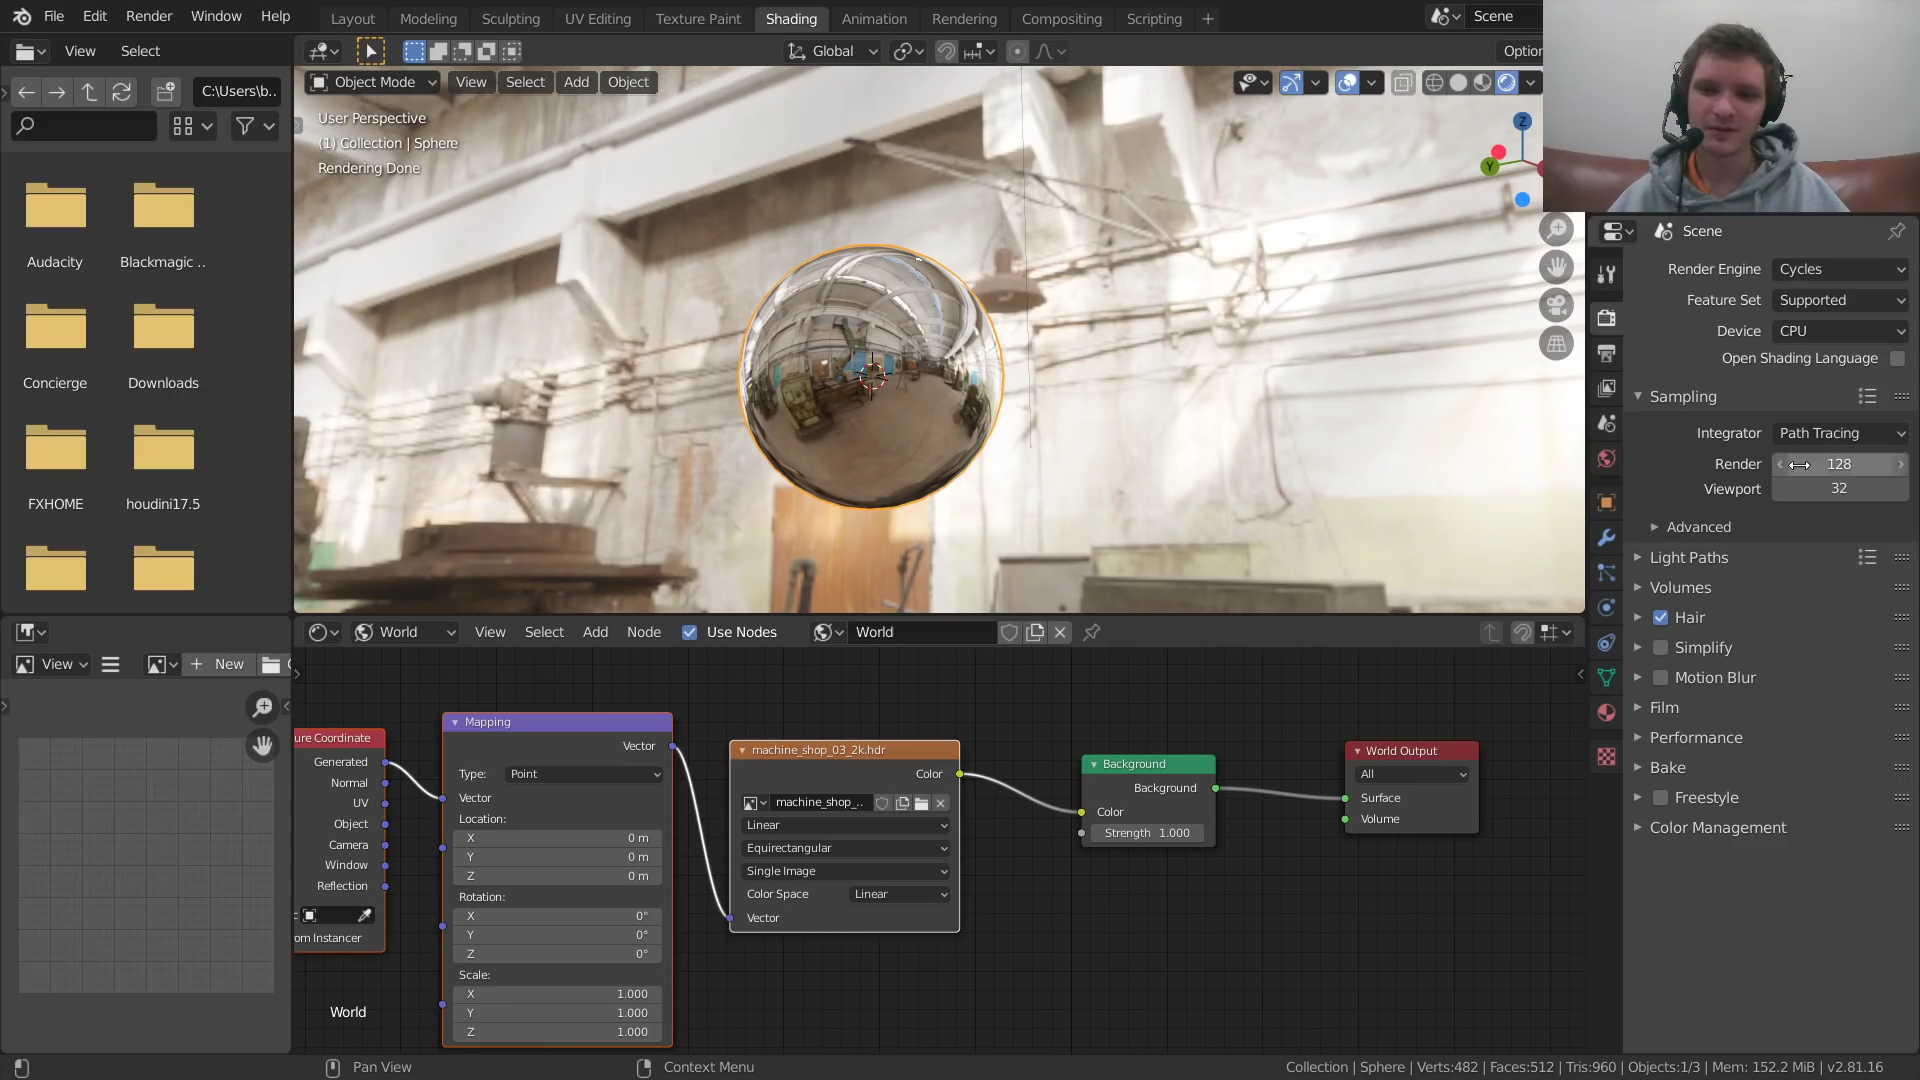 File Edit Render Window Help
Layout Modeling Sculpting UV Editing Texture Paint Shading Animation Rendering Compositing Scripting +
Scene
View Select
Global
C:\Users\b..
Object Mode View Select Add Object
User Perspective
(1) Collection | Sphere
Rendering Done
Z
Y
Audacity Blackmagic ..
Concierge Downloads
FXHOME houdini17.5
Scene
Render Engine Cycles
Feature Set Supported
Device CPU
Open Shading Language
Sampling
Integrator Path Tracing
Render 128
Viewport 32
Advanced
Light Paths
Volumes
Hair
Simplify
Motion Blur
Film
Performance
Bake
Freestyle
Color Management
World View Select Add Node Use Nodes World
View New
ure Coordinate
Generated
Normal
UV
Object
Camera
Window
Reflection
om Instancer
Mapping
Vector
Type: Point
Vector
Location:
X 0 m
Y 0 m
Z 0 m
Rotation:
X 0°
Y 0°
Z 0°
Scale:
X 1.000
Y 1.000
Z 1.000
machine_shop_03_2k.hdr
Color
machine_shop_..
Linear
Equirectangular
Single Image
Color Space Linear
Vector
Background
Background
Color
Strength 1.000
World Output
All
Surface
Volume
World
Pan View Context Menu
Collection | Sphere | Verts:482 | Faces:512 | Tris:960 | Objects:1/3 | Mem: 152.2 MiB | v2.81.16